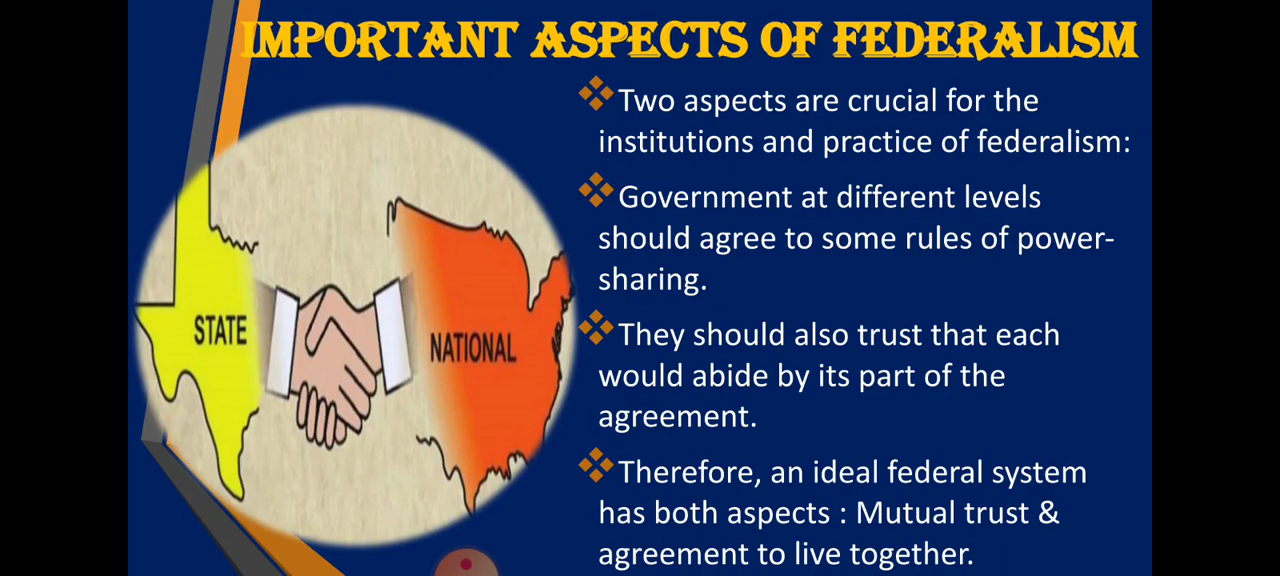 IMPORTANT ASPECTS OF FEDERALISM
Two aspects are crucial for the
institutions and practice of federalism:
Government at different levels
should agree to some rules of power-
sharing.
They should also trust that each
would abide by its part of the
agreement.
Therefore, an ideal federal system
has both aspects : Mutual trust &
agreement to live together.
STATE
NATIONAL